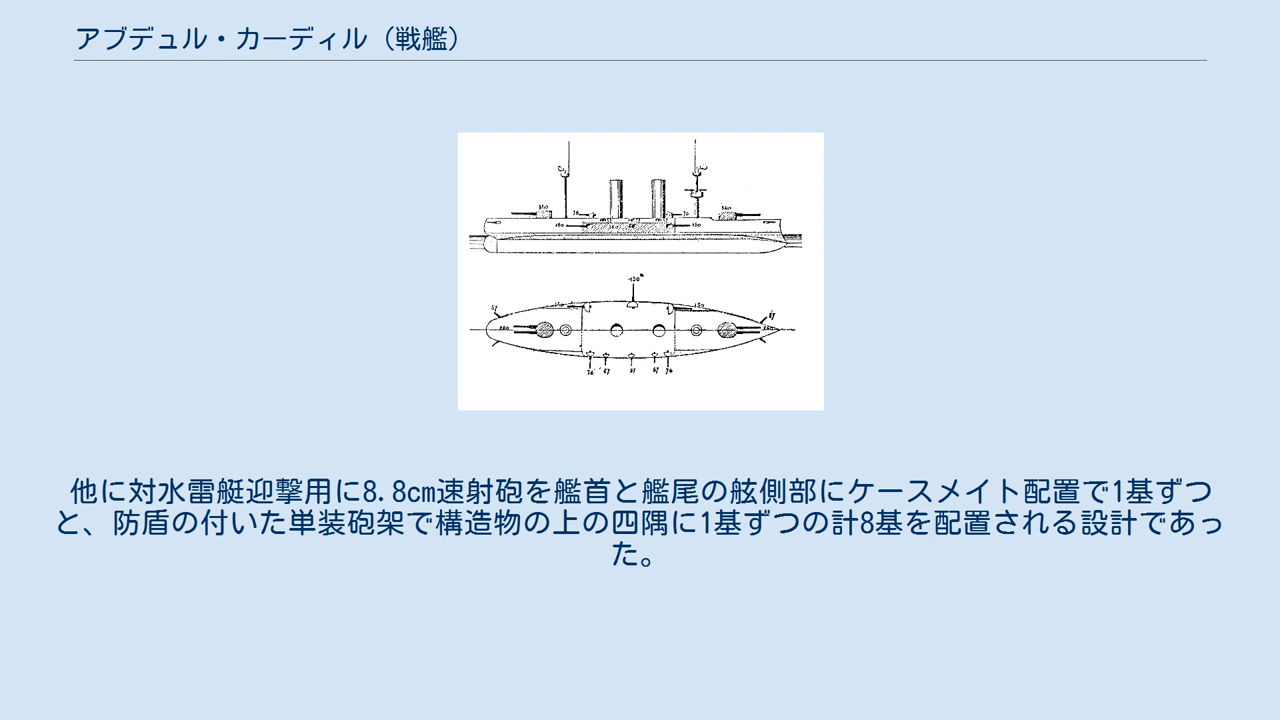 アブデュル・カーディル（戦艦）
他に対水雷艇迎撃用に8.8cm速射砲を艦首と艦尾の舷側部にケースメイト配置で1基ずつ
と、防盾の付いた単装砲架で構造物の上の四隅に1基ずつの計8基を配置される設計であっ
た。